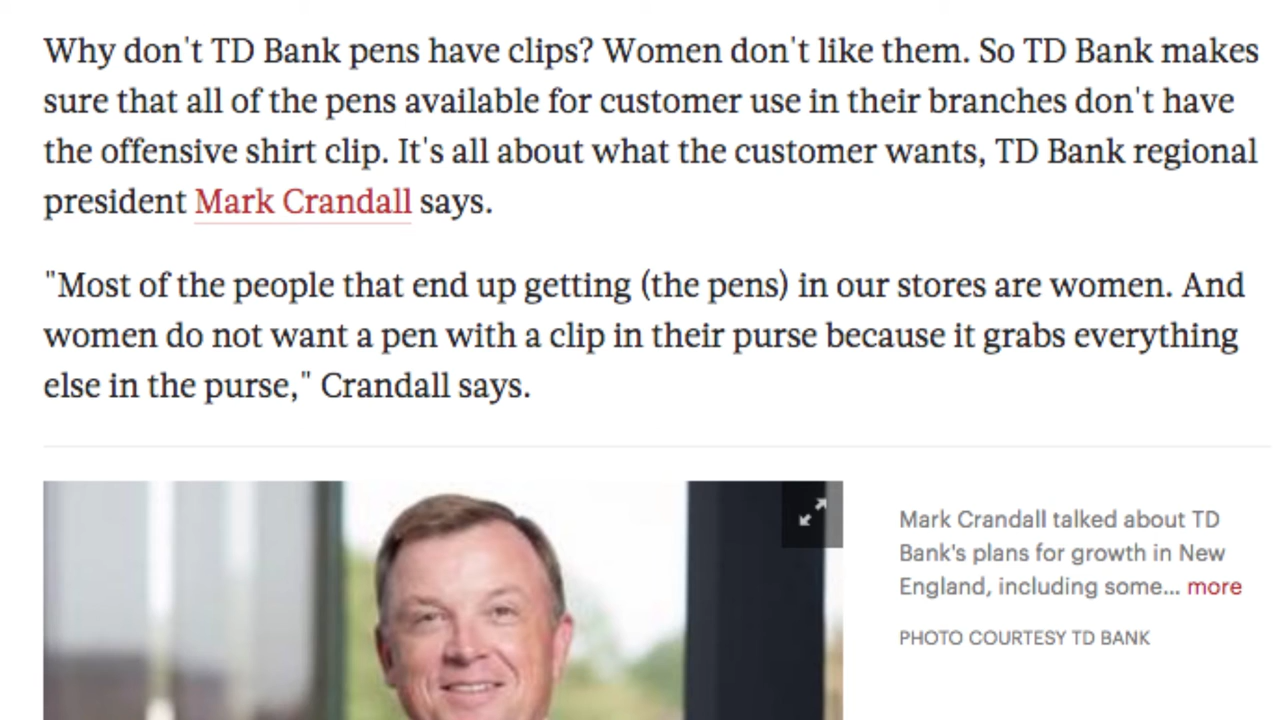 Why don't TD Bank pens have clips? Women don't like them. So TD Bank makes
sure that all of the pens available for customer use in their branches don't have
the offensive shirt clip. It's all about what the customer wants, TD Bank regional
president Mark Crandall says.
"Most of the people that end up getting (the pens) in our stores are women. And
women do not want a pen with a clip in their purse because it grabs everything
else in the purse," Crandall says.
Mark Crandall talked about TD
Bank's plans for growth in New
England, including some... more
PHOTO COURTESY TD BANK